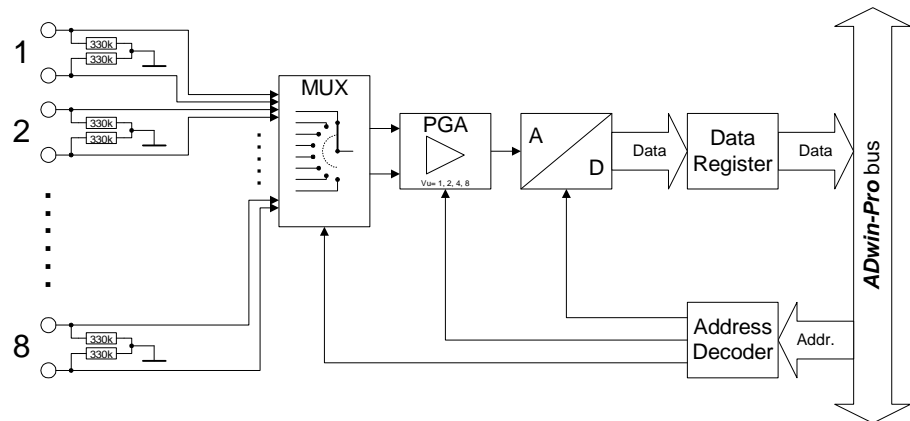 1
330k
330k
2
330k
330k
8
330k
330k
MUX
PGA
Vu= 1, 2, 4, 8
A
D
Data
Data
Register
Data
Address
Decoder
Addr.
ADwin-Pro bus